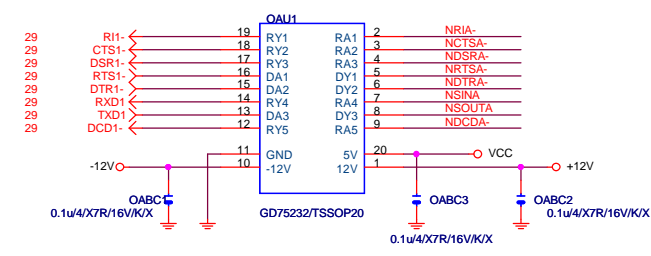 OAU1
29 RI1- 19 RY1 RA1 2 NRIA-
29 CTS1- 18 RY2 RA2 3 NCTSA-
29 DSR1- 17 RY3 RA3 4 NDSRA-
29 RTS1- 16 DA1 DY1 5 NRTSA-
29 DTR1- 15 DA2 DY2 6 NDTRA-
29 RXD1 14 RY4 RA4 7 NSINA
29 TXD1 13 DA3 DY3 8 NSOUTA
29 DCD1- 12 RY5 RA5 9 NDCDA-
11 GND 5V 20 VCC
-12V 10 -12V 12V 1 +12V
OABC1 OABC3 OABC2
0.1u/4/X7R/16V/K/X GD75232/TSSOP20 0.1u/4/X7R/16V/K/X
0.1u/4/X7R/16V/K/X